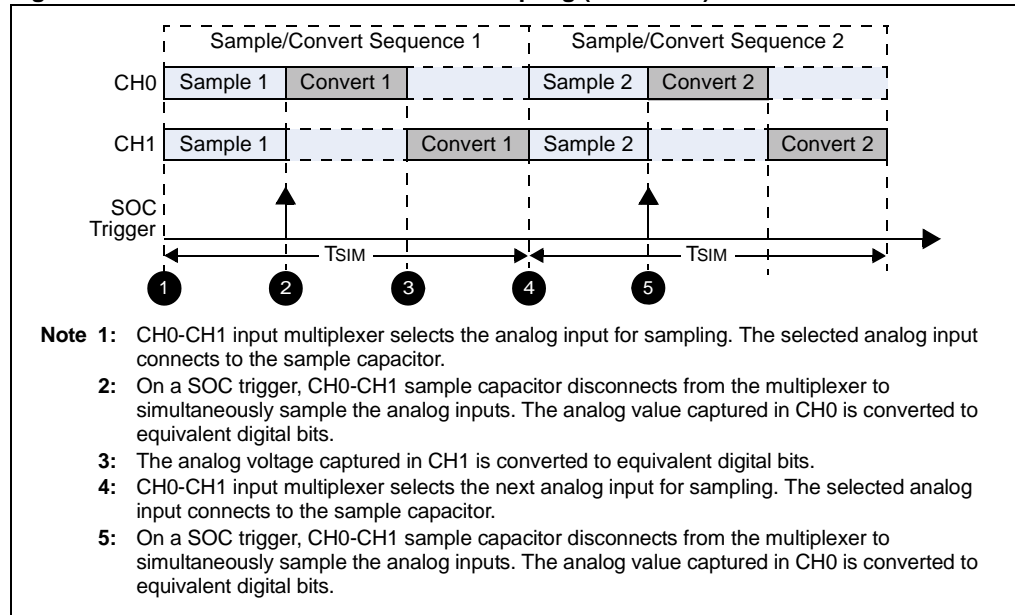 Sample/Convert Sequence 1 Sample/Convert Sequence 2
CH0 Sample 1 Convert 1 Sample 2 Convert 2
CH1 Sample 1 Convert 1 Sample 2 Convert 2
SOC
Trigger
TSIM TSIM
1 2 3 4 5
Note 1: CH0-CH1 input multiplexer selects the analog input for sampling. The selected analog input
connects to the sample capacitor.
2: On a SOC trigger, CH0-CH1 sample capacitor disconnects from the multiplexer to
simultaneously sample the analog inputs. The analog value captured in CH0 is converted to
equivalent digital bits.
3: The analog voltage captured in CH1 is converted to equivalent digital bits.
4: CH0-CH1 input multiplexer selects the next analog input for sampling. The selected analog
input connects to the sample capacitor.
5: On a SOC trigger, CH0-CH1 sample capacitor disconnects from the multiplexer to
simultaneously sample the analog inputs. The analog value captured in CH0 is converted to
equivalent digital bits.